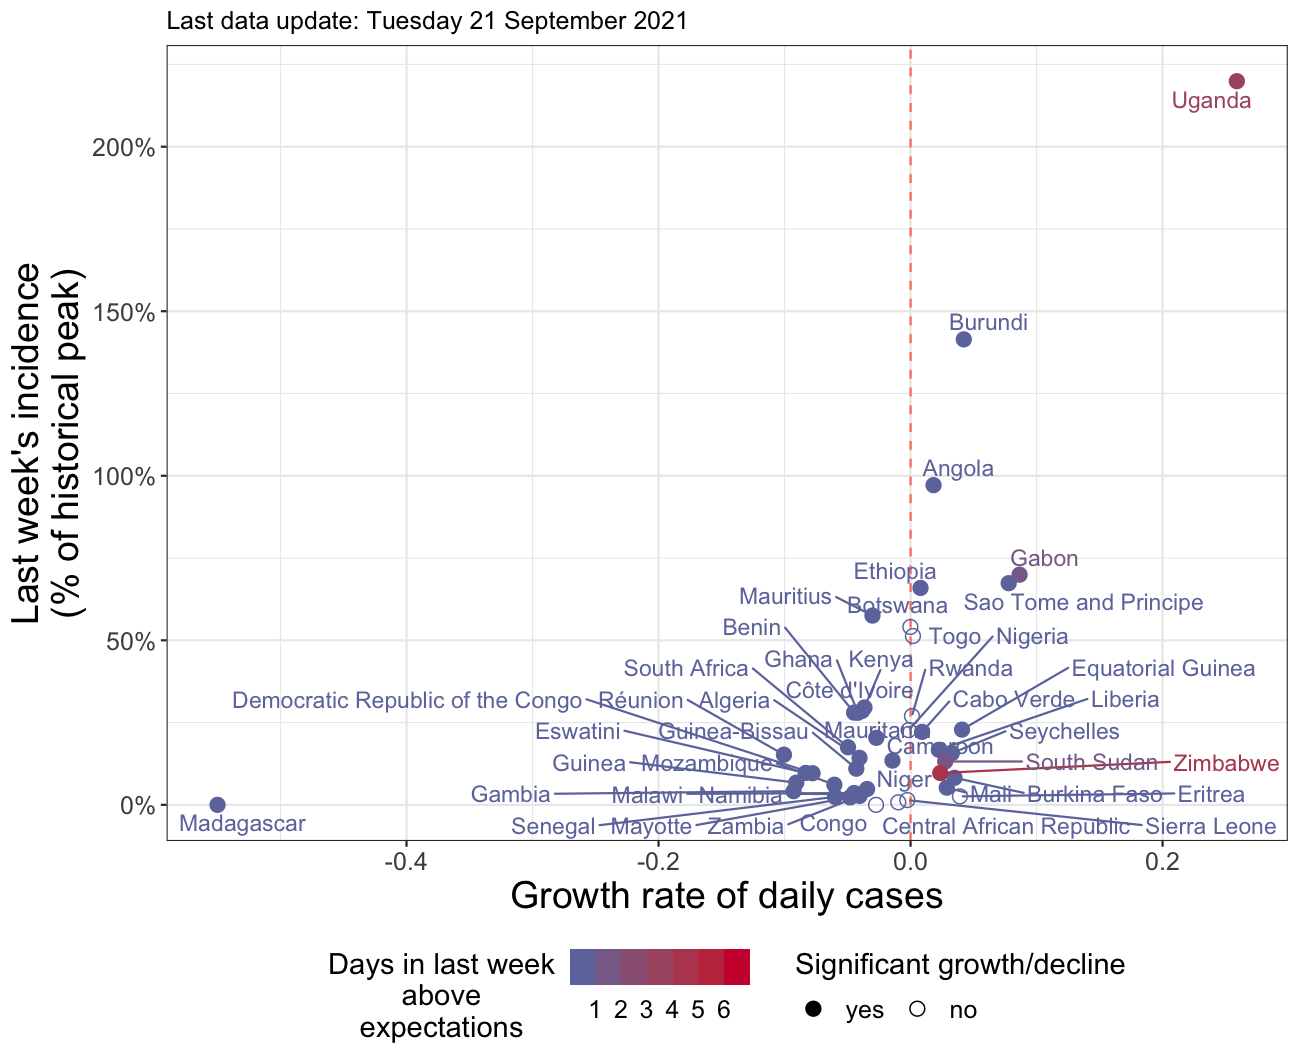 Last data update: Tuesday 21 September 2021
Last week's incidence
(% of historical peak)
200%
150%
100%
50%
0%
Uganda
Burundi
Angola
Gabon
Ethiopia
Mauritius
Botswana
Sao Tome and Principe
Benin
Togo
Nigeria
Ghana
Kenya
South Africa
Rwanda
Equatorial Guinea
Côte d'Ivoire
Democratic Republic of the Congo
Réunion
Algeria
Cabo Verde
Liberia
Eswatini
Guinea-Bissau
Mauritania
Seychelles
Cameroon
Guinea
Mozambique
South Sudan
Zimbabwe
Niger
Gambia
Malawi
Namibia
Mali
Burkina Faso
Eritrea
Madagascar
Senegal
Mayotte
Zambia
Congo
Central African Republic
Sierra Leone
-0.4
-0.2
0.0
0.2
Growth rate of daily cases
Days in last week
above
expectations
1 2 3 4 5 6
Significant growth/decline
yes
no